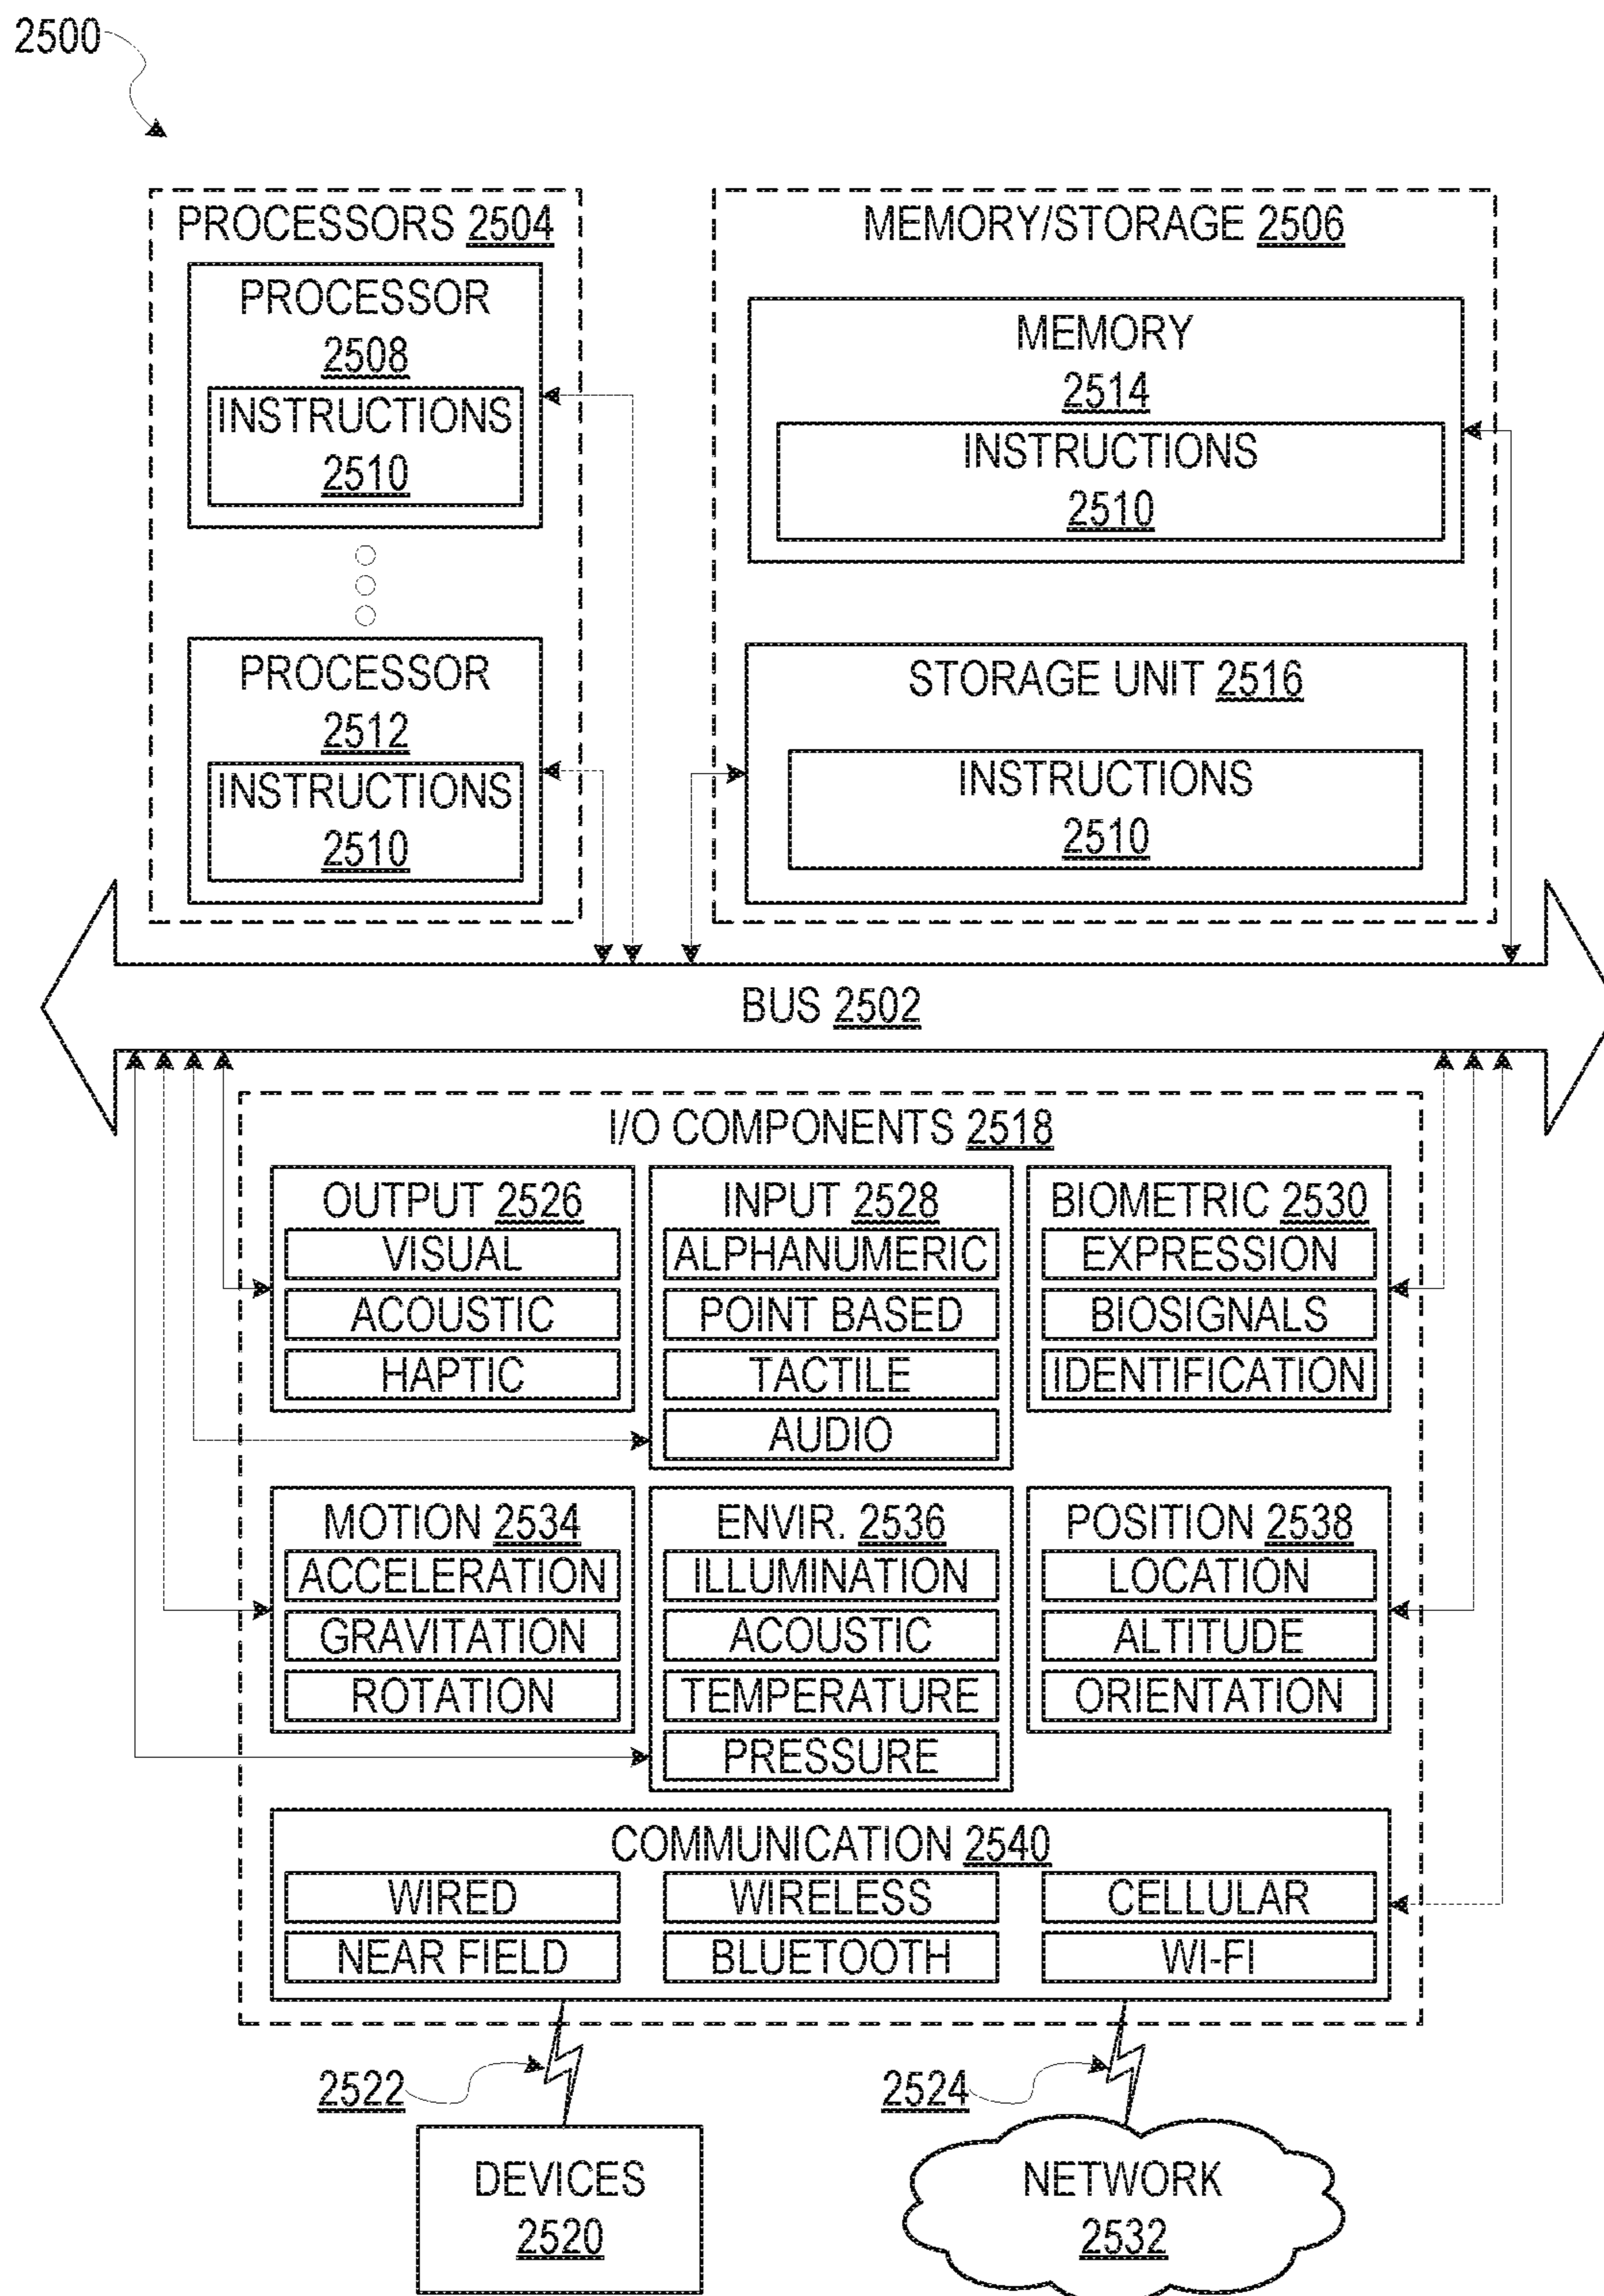 2500
PROCESSORS 2504
PROCESSOR
2508
INSTRUCTIONS
2510
PROCESSOR
2512
INSTRUCTIONS
2510
MEMORY/STORAGE 2506
MEMORY
2514
INSTRUCTIONS
2510
STORAGE UNIT 2516
INSTRUCTIONS
2510
BUS 2502
I/O COMPONENTS 2518
OUTPUT 2526
VISUAL
ACOUSTIC
HAPTIC
INPUT 2528
ALPHANUMERIC
POINT BASED
TACTILE
AUDIO
BIOMETRIC 2530
EXPRESSION
BIOSIGNALS
IDENTIFICATION
MOTION 2534
ACCELERATION
GRAVITATION
ROTATION
ENVIR. 2536
ILLUMINATION
ACOUSTIC
TEMPERATURE
PRESSURE
POSITION 2538
LOCATION
ALTITUDE
ORIENTATION
COMMUNICATION 2540
WIRED
WIRELESS
CELLULAR
NEAR FIELD
BLUETOOTH
WI-FI
2522
2524
DEVICES
2520
NETWORK
2532